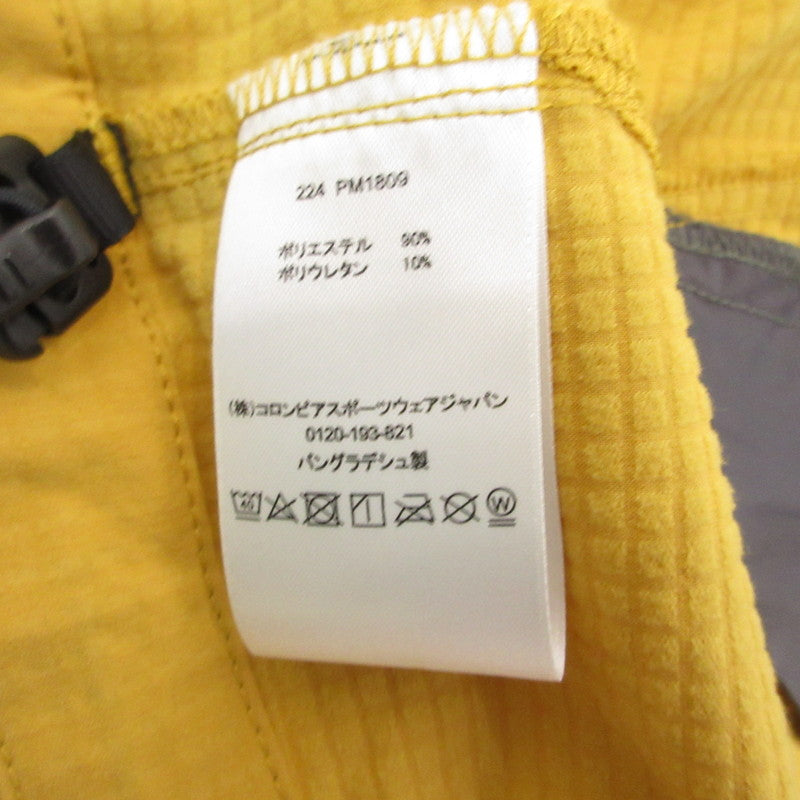 224 PM1809
ポリエステル 90%
ポリウレタン 10%
(株)コロンビアスポーツウェアジャパン
0120-193-821
バングラデシュ製
40 W